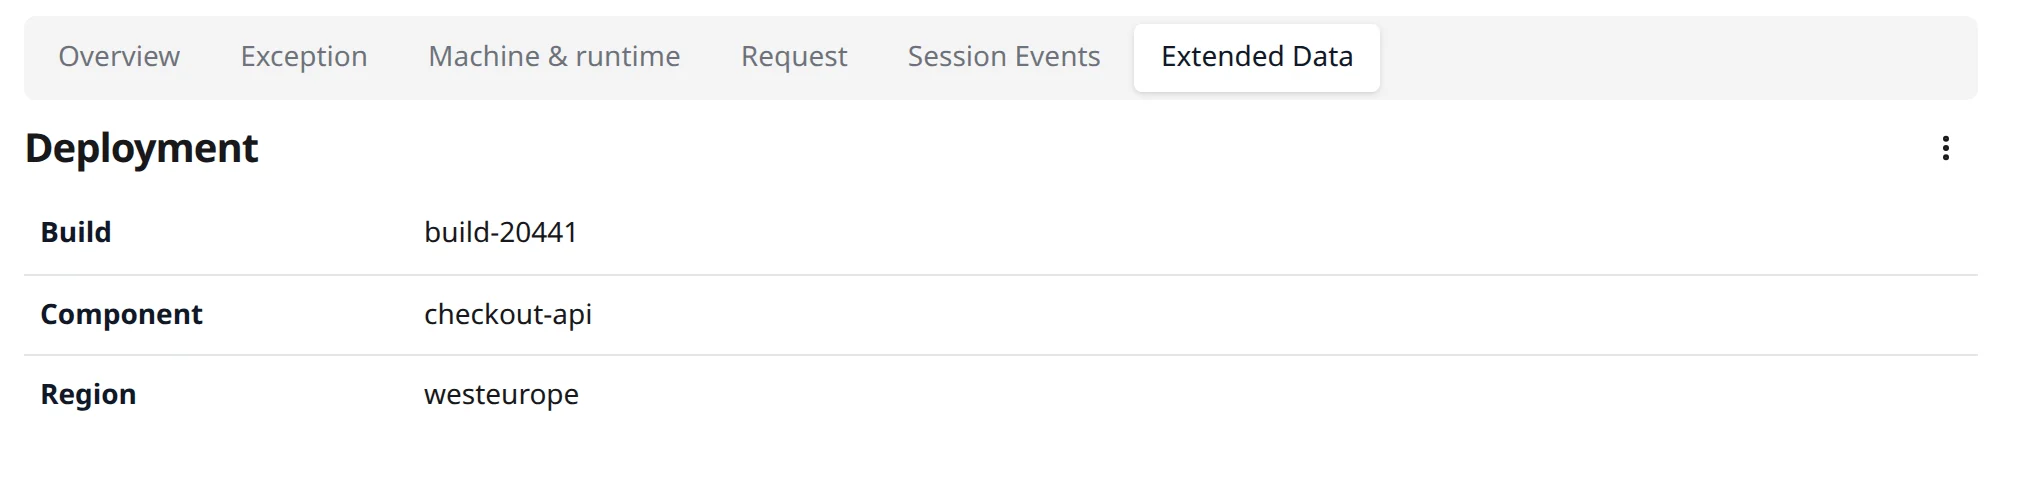 Overview Exception Machine & runtime Request Session Events Extended Data
Deployment
Build build-20441
Component checkout-api
Region westeurope